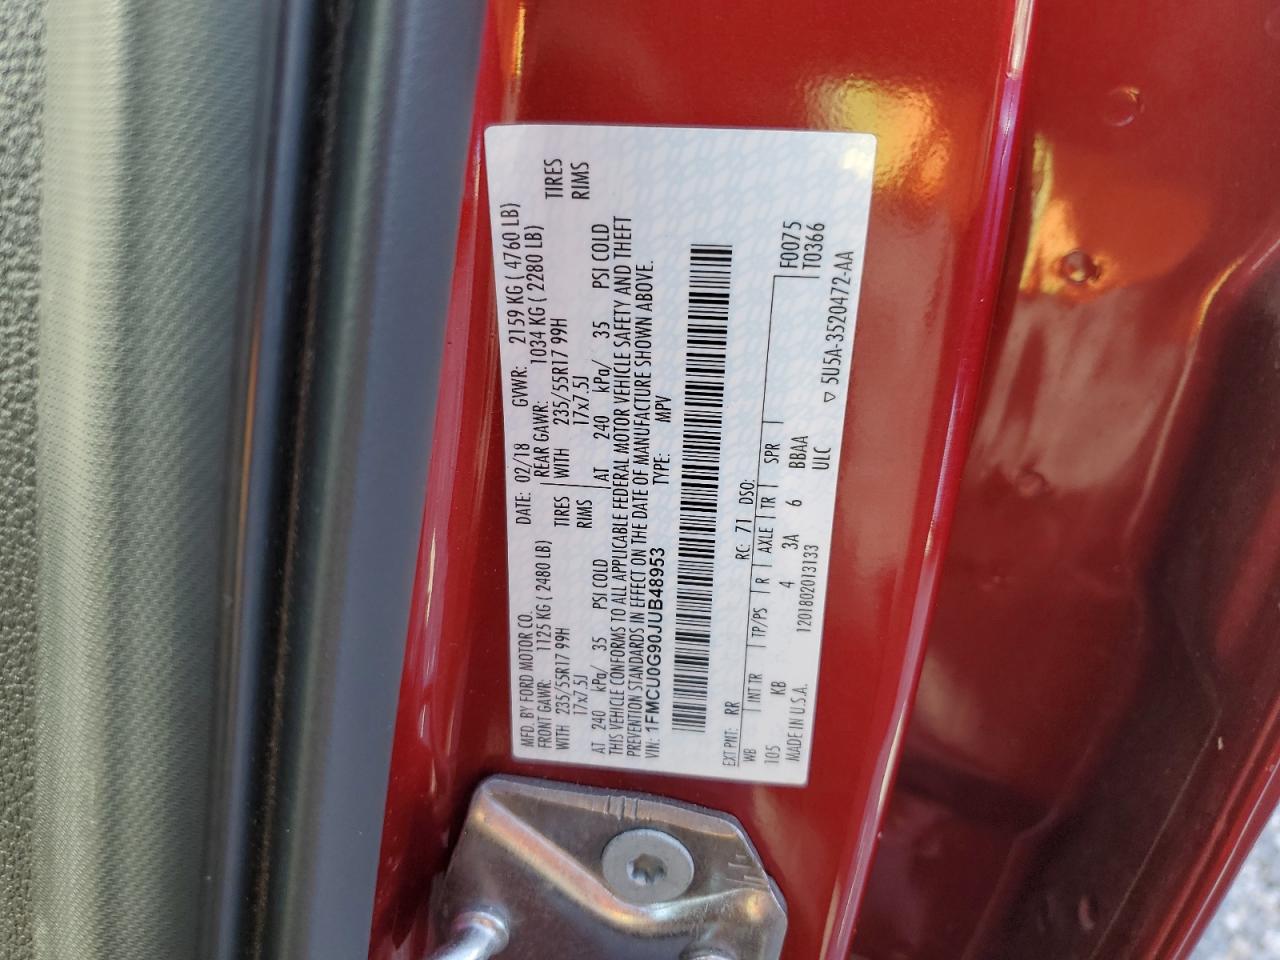 MFD. BY FORD MOTOR CO. DATE: 02/18 GVWR: 2159 KG ( 4760 LB)
FRONT GAWR: 1125 KG ( 2480 LB) REAR GAWR: 1034 KG ( 2280 LB)
WITH 235/55R17 99H TIRES WITH 235/55R17 99H TIRES
17x7.5J RIMS 17x7.5J RIMS
AT 240 kPa/ 35 PSI COLD AT 240 kPa/ 35 PSI COLD
THIS VEHICLE CONFORMS TO ALL APPLICABLE FEDERAL MOTOR VEHICLE SAFETY AND THEFT
PREVENTION STANDARDS IN EFFECT ON THE DATE OF MANUFACTURE SHOWN ABOVE.
VIN: 1FMCU0G90JUB48953 TYPE: MPV
EXT PNT: RR RC: 71 DSO:
WB INT TR TP/PS R AXLE TR SPR F0075
105 KB 4 3A 6 BBAA T0366
MADE IN U.S.A. 1201802013133 ULC ▽ 5U5A-3520472-AA